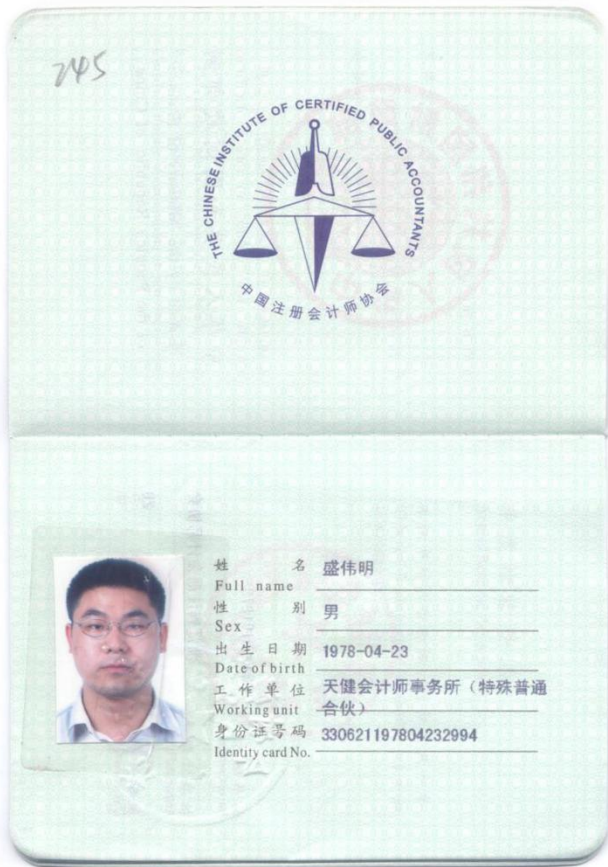 245
THE CHINESE INSTITUTE OF CERTIFIED PUBLIC ACCOUNTANTS
中国注册会计师协会
姓 名 盛伟明
Full name
性 别 男
Sex
出生日期 1978-04-23
Date of birth
工作单位 天健会计师事务所（特殊普通
Working unit 合伙）
身份证号码 330621197804232994
Identity card No.